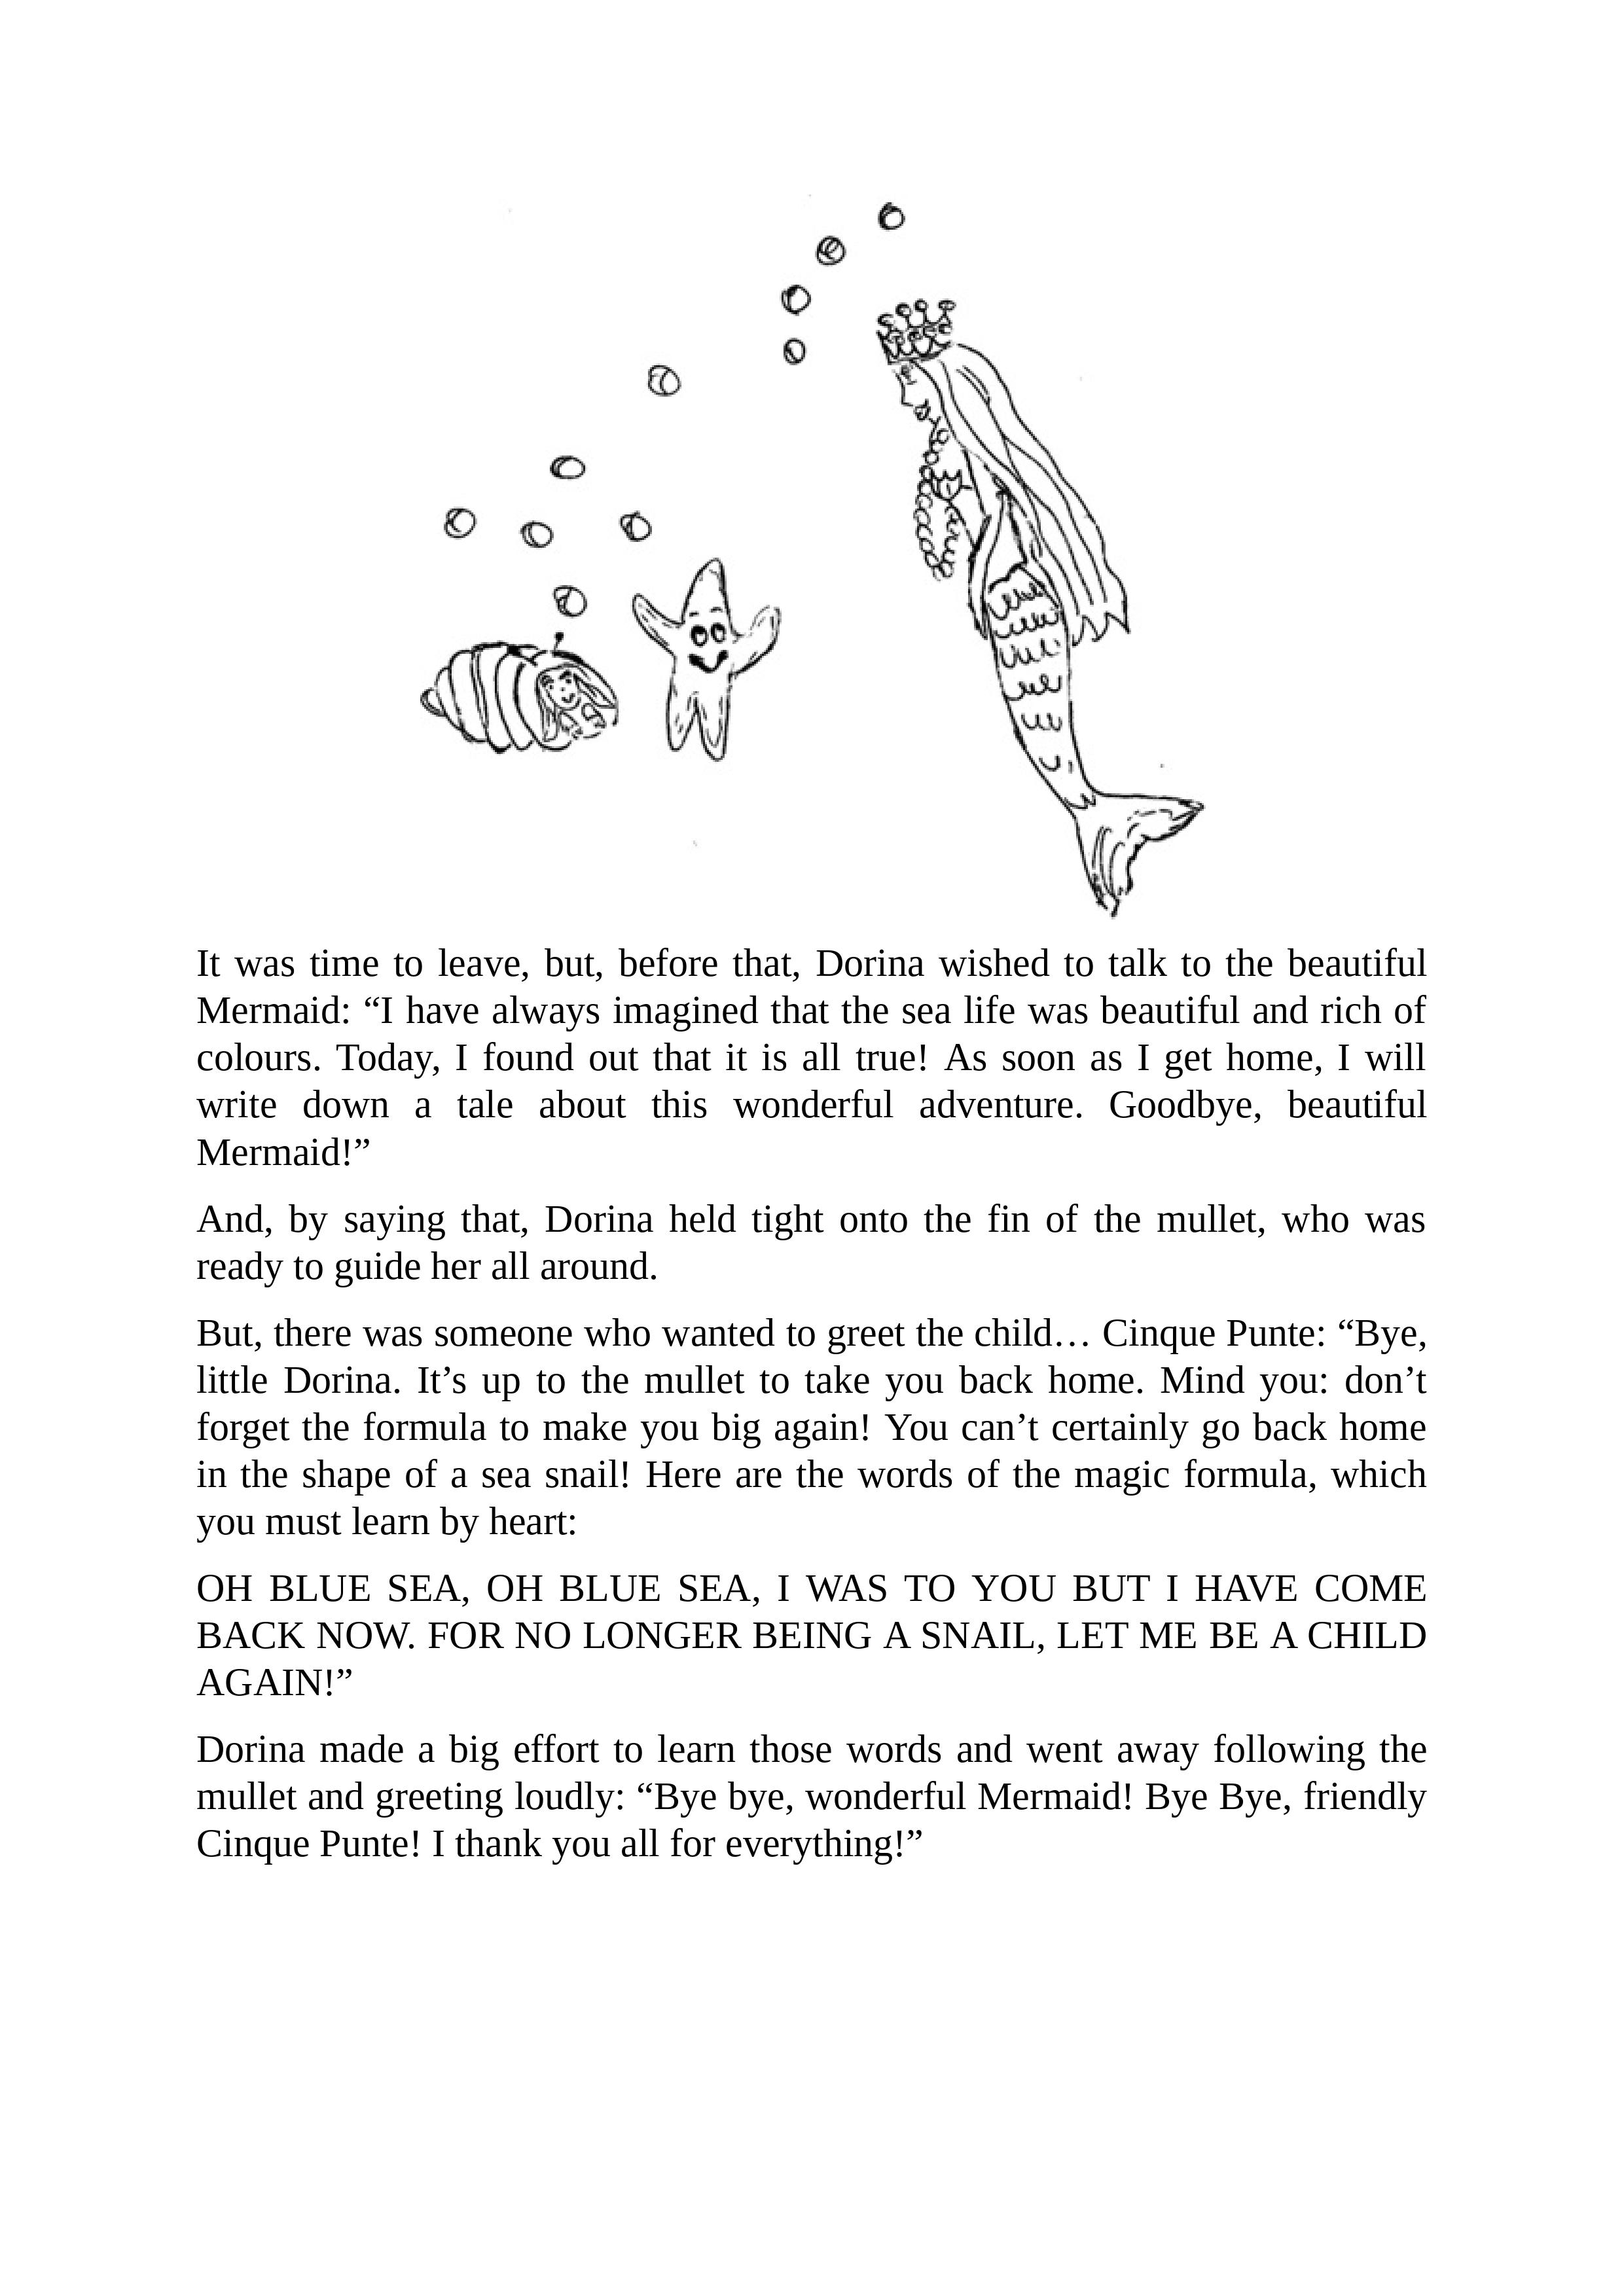 It was time to leave, but, before that, Dorina wished to talk to the beautiful
Mermaid: “I have always imagined that the sea life was beautiful and rich of
colours. Today, I found out that it is all true! As soon as I get home, I will
write down a tale about this wonderful adventure. Goodbye, beautiful
Mermaid!”
And, by saying that, Dorina held tight onto the fin of the mullet, who was
ready to guide her all around.
But, there was someone who wanted to greet the child… Cinque Punte: “Bye,
little Dorina. It’s up to the mullet to take you back home. Mind you: don’t
forget the formula to make you big again! You can’t certainly go back home
in the shape of a sea snail! Here are the words of the magic formula, which
you must learn by heart:
OH BLUE SEA, OH BLUE SEA, I WAS TO YOU BUT I HAVE COME
BACK NOW. FOR NO LONGER BEING A SNAIL, LET ME BE A CHILD
AGAIN!”
Dorina made a big effort to learn those words and went away following the
mullet and greeting loudly: “Bye bye, wonderful Mermaid! Bye Bye, friendly
Cinque Punte! I thank you all for everything!”